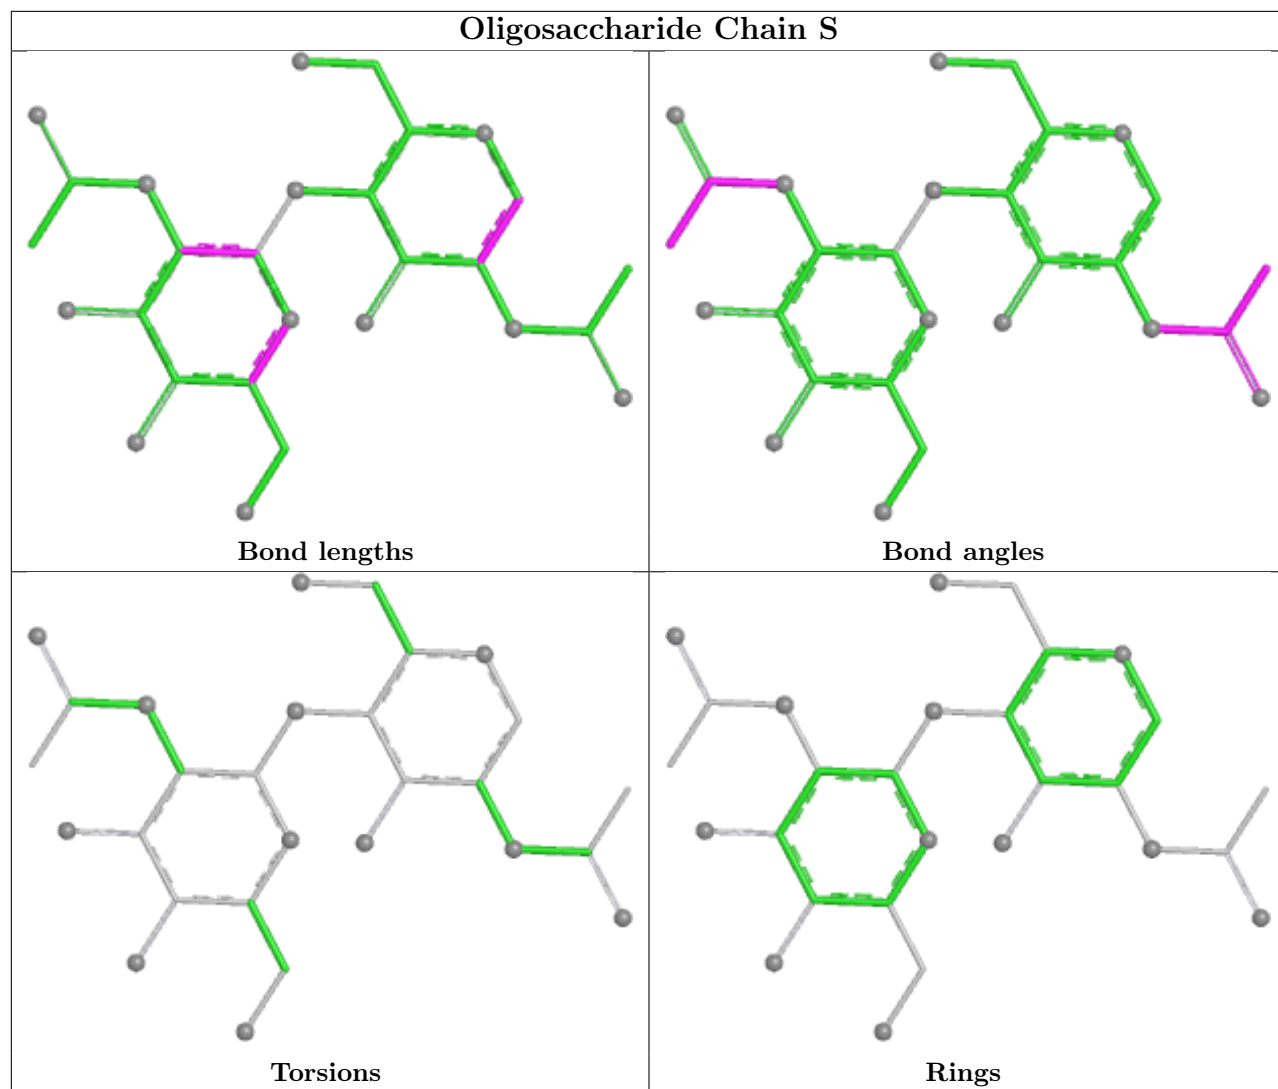 Oligosaccharide Chain S
Bond lengths
Bond angles
Torsions
Rings